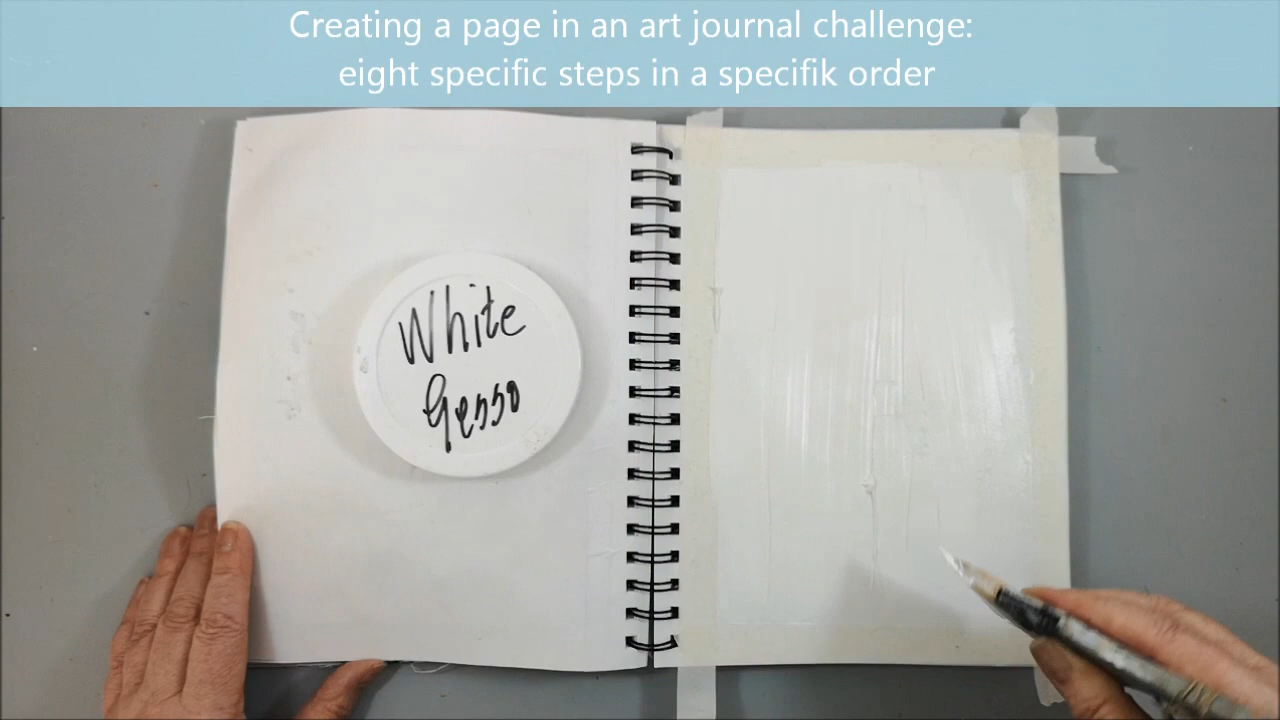 Creating a page in an art journal challenge:
eight specific steps in a specifik order
White
Gesso